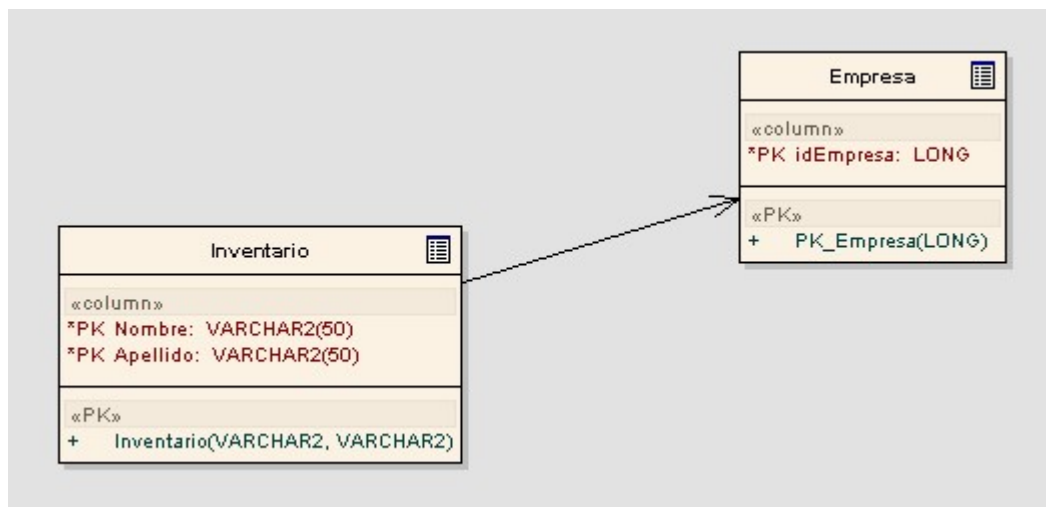 Empresa
«column»
*PK idEmpresa: LONG
«PK»
+ PK_Empresa(LONG)
Inventario
«column»
*PK Nombre: VARCHAR2(50)
*PK Apellido: VARCHAR2(50)
«PK»
+ Inventario(VARCHAR2, VARCHAR2)